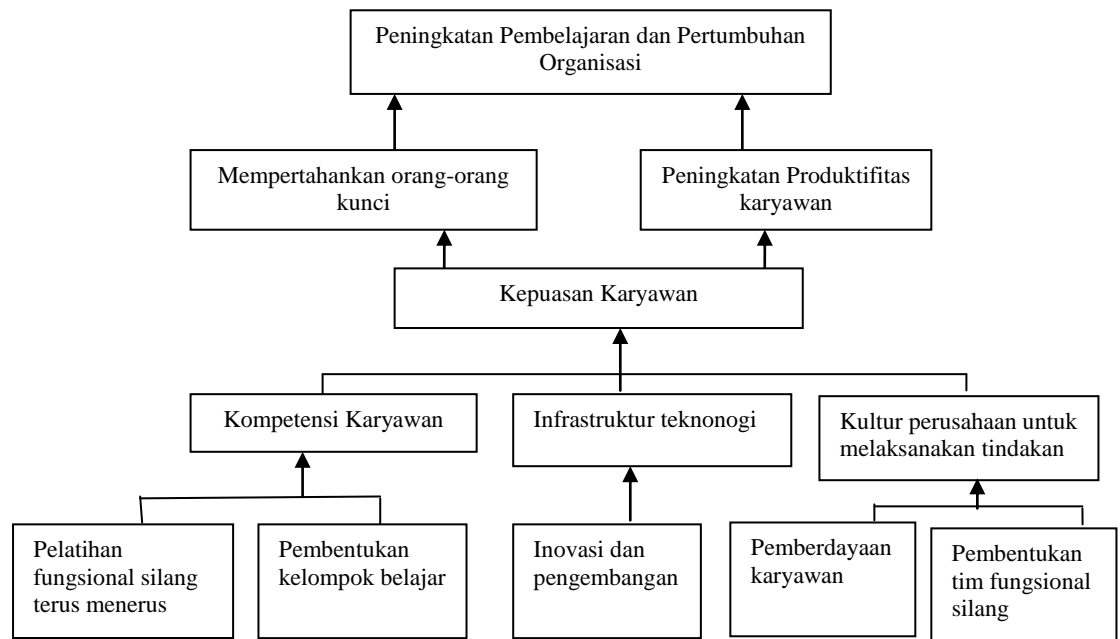 Peningkatan Pembelajaran dan Pertumbuhan
Organisasi
Mempertahankan orang-orang
kunci
Peningkatan Produktifitas
karyawan
Kepuasan Karyawan
Kompetensi Karyawan
Infrastruktur teknonogi
Kultur perusahaan untuk
melaksanakan tindakan
Pelatihan
fungsional silang
terus menerus
Pembentukan
kelompok belajar
Inovasi dan
pengembangan
Pemberdayaan
karyawan
Pembentukan
tim fungsional
silang